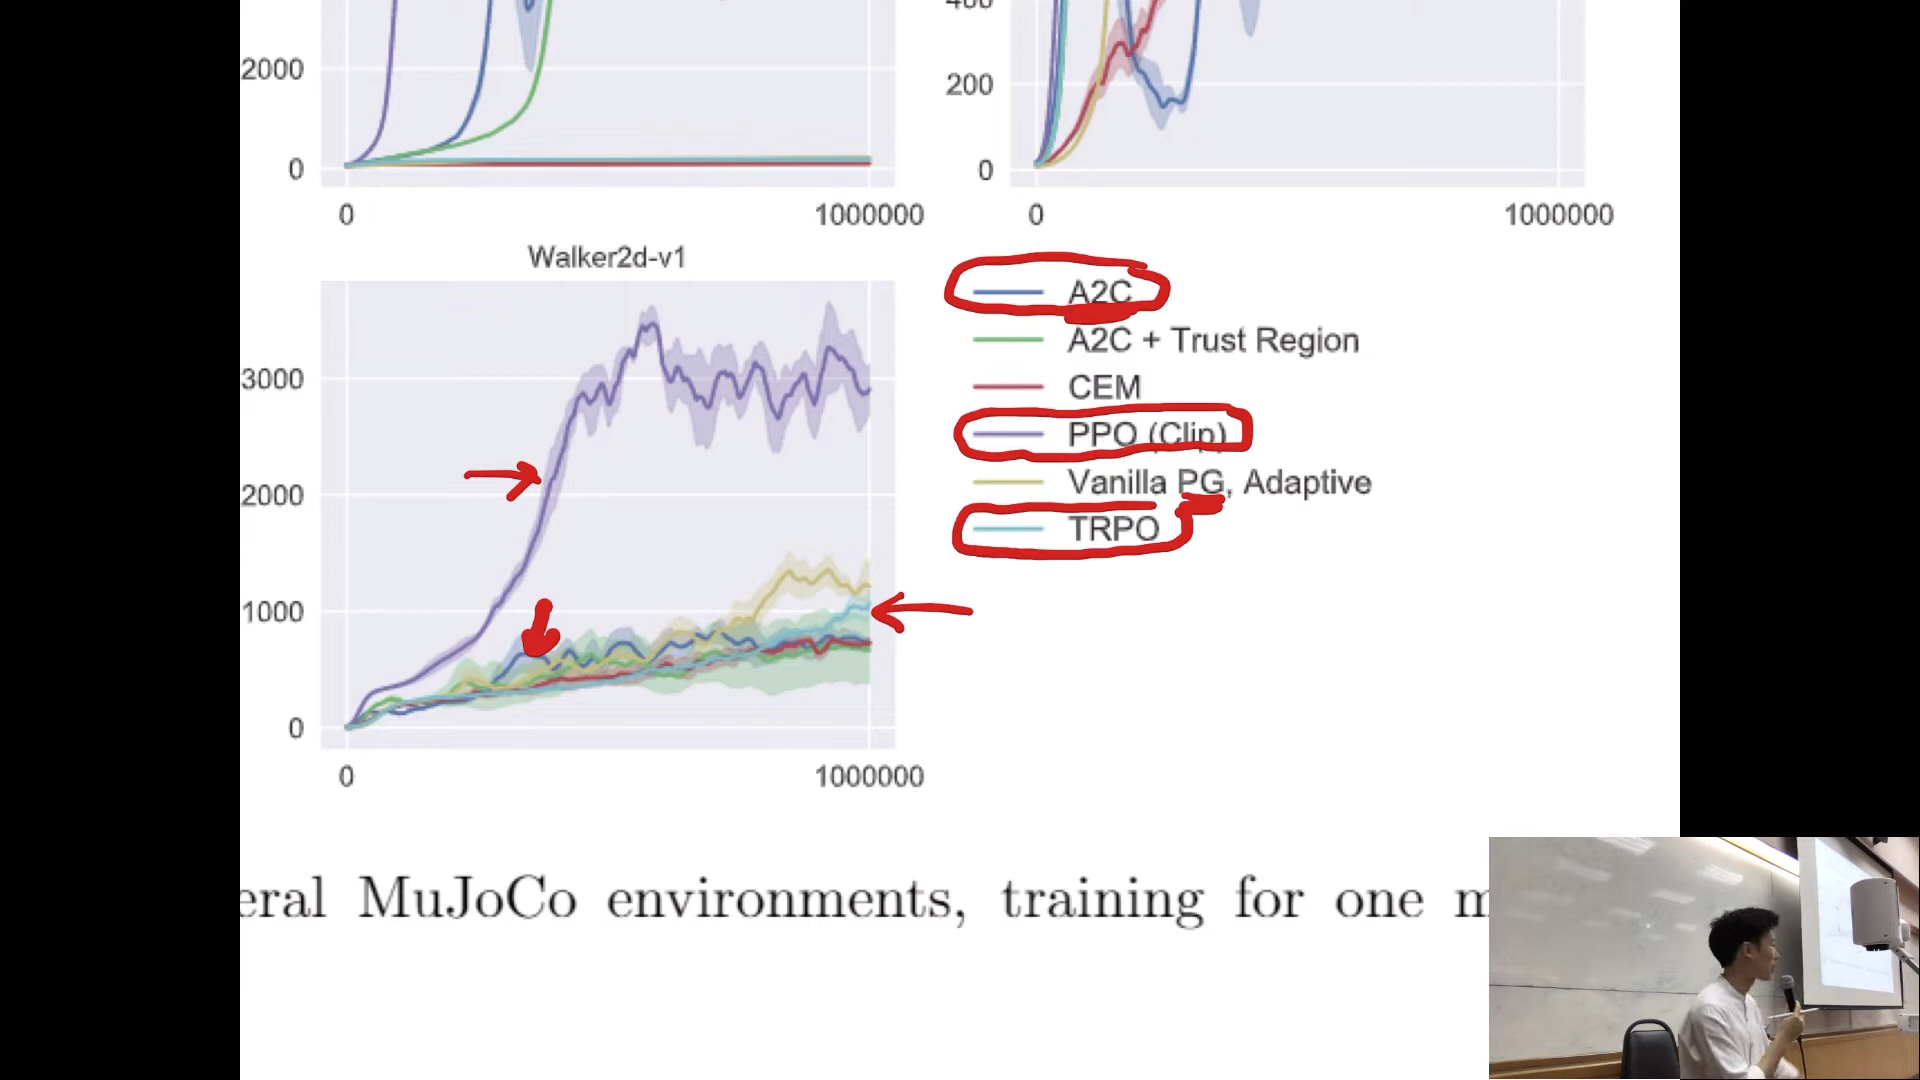 400
2000
200
0
0
0
1000000
0
1000000
Walker2d-v1
3000
2000
1000
0
0
1000000
A2C
A2C + Trust Region
CEM
PPO (Clip)
Vanilla PG, Adaptive
TRPO
eral MuJoCo environments, training for one m